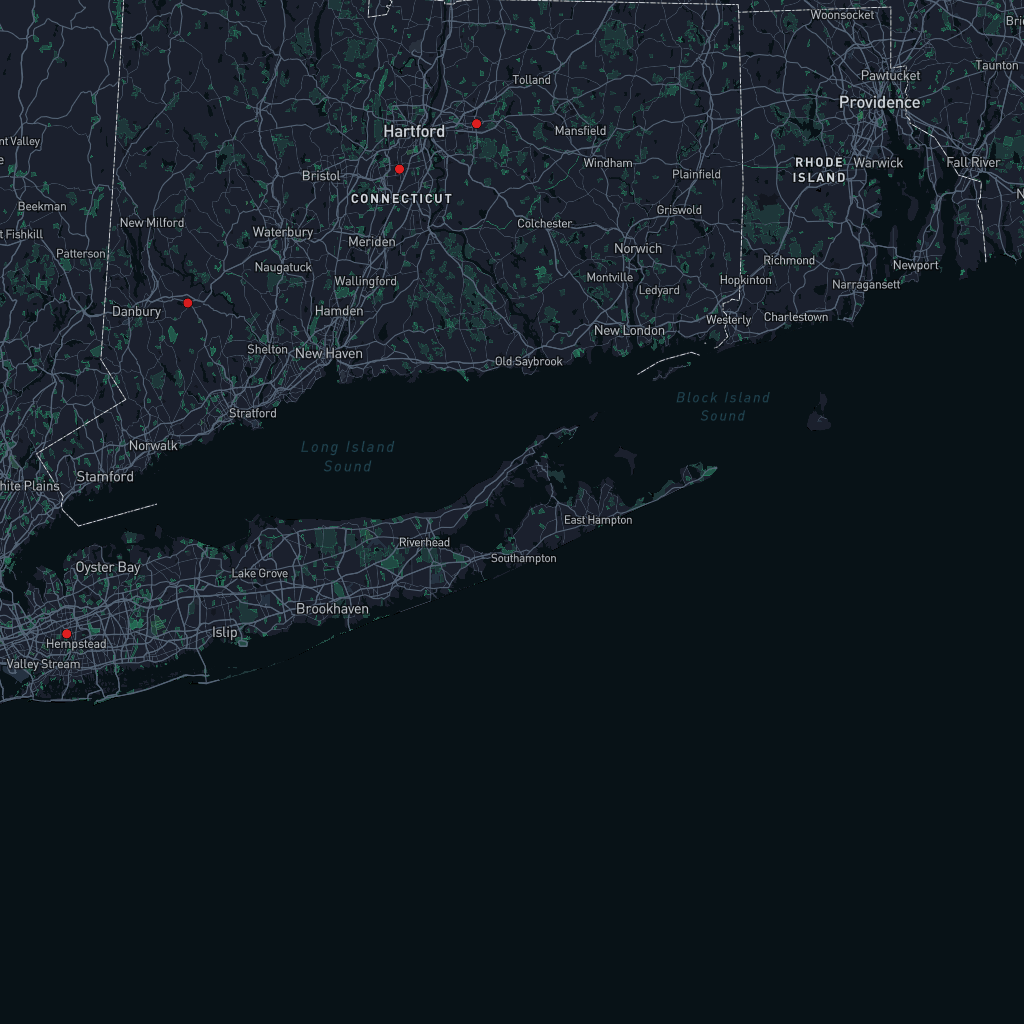 Woonsocket
Pawtucket
Taunton
Tolland
Providence
Hartford
Mansfield
nt Valley
Windham
RHODE
ISLAND
Warwick
Fall River
Bristol
Plainfield
CONNECTICUT
Beekman
Griswold
New Milford
Colchester
t Fishkill
Waterbury
Meriden
Norwich
Patterson
Naugatuck
Richmond
Newport
Wallingford
Montville
Ledyard
Hopkinton
Narragansett
Danbury
Hamden
Westerly
Charlestown
New London
Shelton
New Haven
Old Saybrook
Block Island
Sound
Stratford
Norwalk
Long Island
Sound
Stamford
hite Plains
East Hampton
Riverhead
Southampton
Oyster Bay
Lake Grove
Brookhaven
Islip
Hempstead
Valley Stream